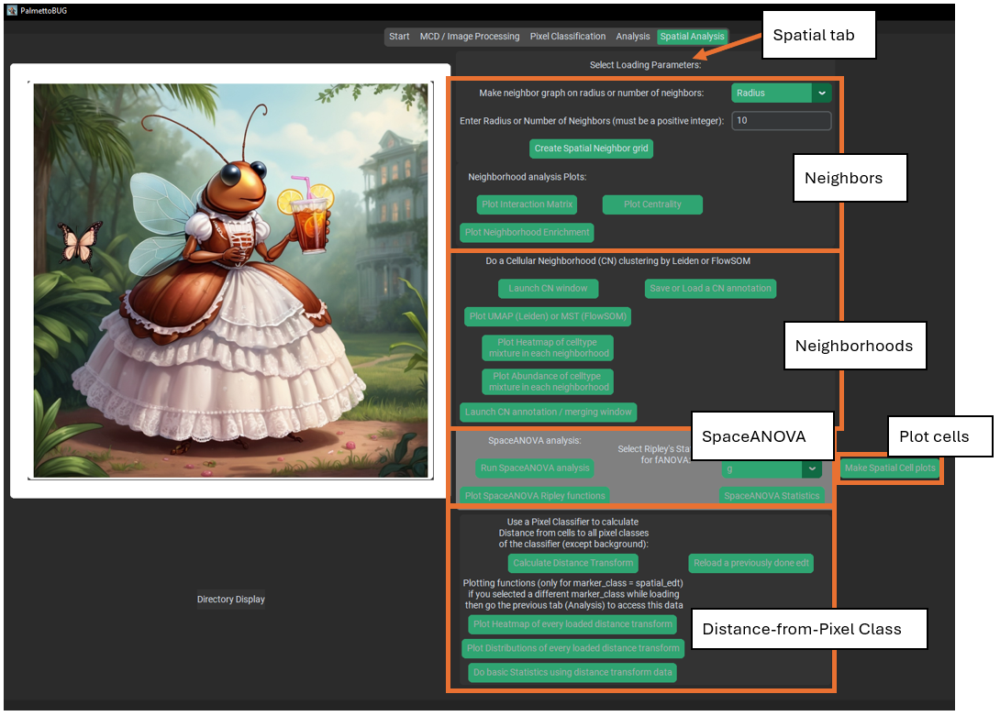 PalmettoBUG
Start MCD / Image Processing Pixel Classification Analysis Spatial Analysis
Spatial tab
Select Loading Parameters:
Make neighbor graph on radius or number of neighbors: Radius
Enter Radius or Number of Neighbors (must be a positive integer): 10
Create Spatial Neighbor grid
Neighbors
Neighborhood analysis Plots:
Plot Interaction Matrix Plot Centrality
Plot Neighborhood Enrichment
Do a Cellular Neighborhood (CN) clustering by Leiden or FlowSOM
Launch CN window Save or Load a CN annotation
Plot UMAP (Leiden) or MST (FlowSOM)
Plot Heatmap of celltype
mixture in each neighborhood
Neighborhoods
Plot Abundance of celltype
mixture in each neighborhood
Launch CN annotation / merging window
SpaceANOVA
Plot cells
SpaceANOVA analysis:
Select Ripley's Sta
for fANOVA:
Run SpaceANOVA analysis g Make Spatial Cell plots
Plot SpaceANOVA Ripley functions SpaceANOVA Statistics
Use a Pixel Classifier to calculate
Distance from cells to all pixel classes
of the classifier (except background):
Calculate Distance Transform Reload a previously done edt
Plotting functions (only for marker_class = spatial_edt)
if you selected a different marker_class while loading
then go the previous tab (Analysis) to access this data
Directory Display
Plot Heatmap of every loaded distance transform
Distance-from-Pixel Class
Plot Distributions of every loaded distance transform
Do basic Statistics using distance transform data